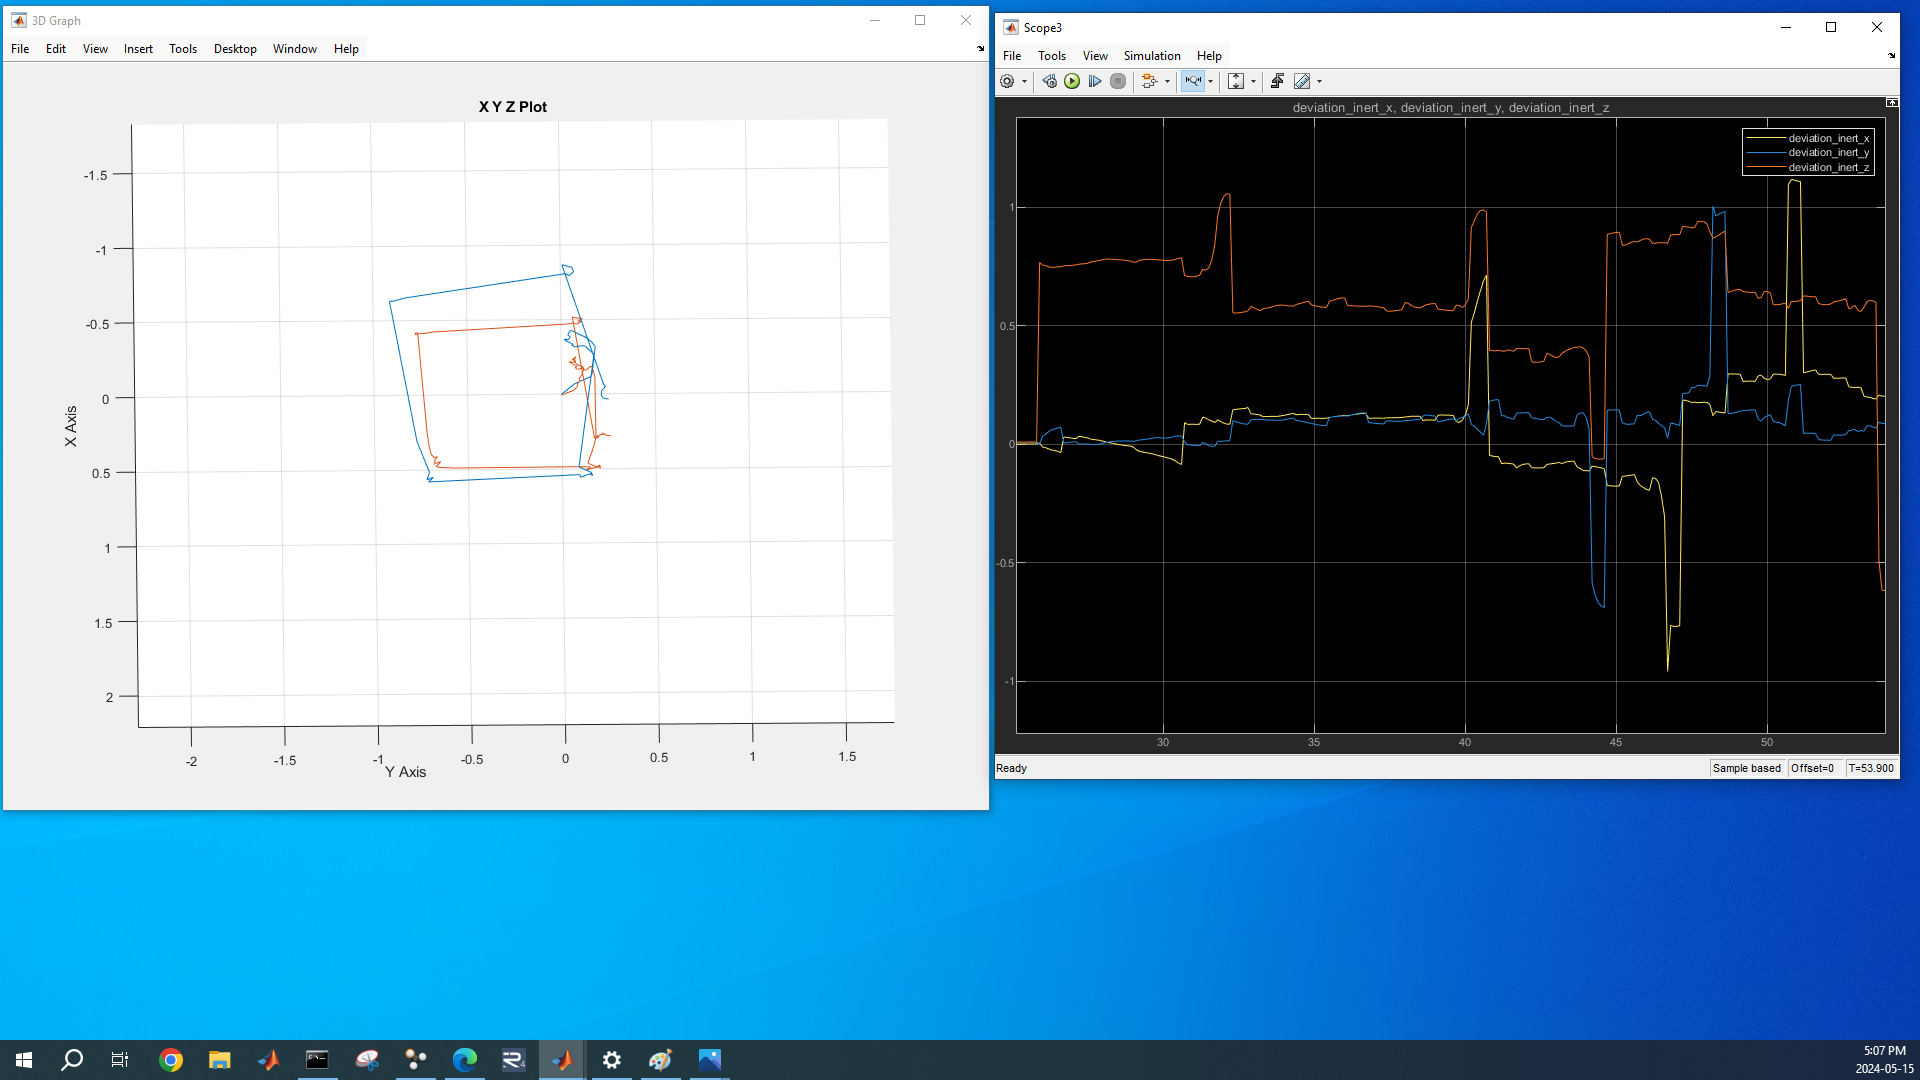 3D Graph
File Edit View Insert Tools Desktop Window Help
X Y Z Plot
-1.5
-1
-0.5
0
0.5
1
1.5
2
X Axis
-2 -1.5 -1 -0.5 0 0.5 1 1.5
Y Axis
Scope3
File Tools View Simulation Help
deviation_inert_x, deviation_inert_y, deviation_inert_z
deviation_inert_x
deviation_inert_y
deviation_inert_z
1
0.5
0
-0.5
-1
30 35 40 45 50
Ready Sample based Offset=0 T=53.900
5:07 PM
2024-05-15